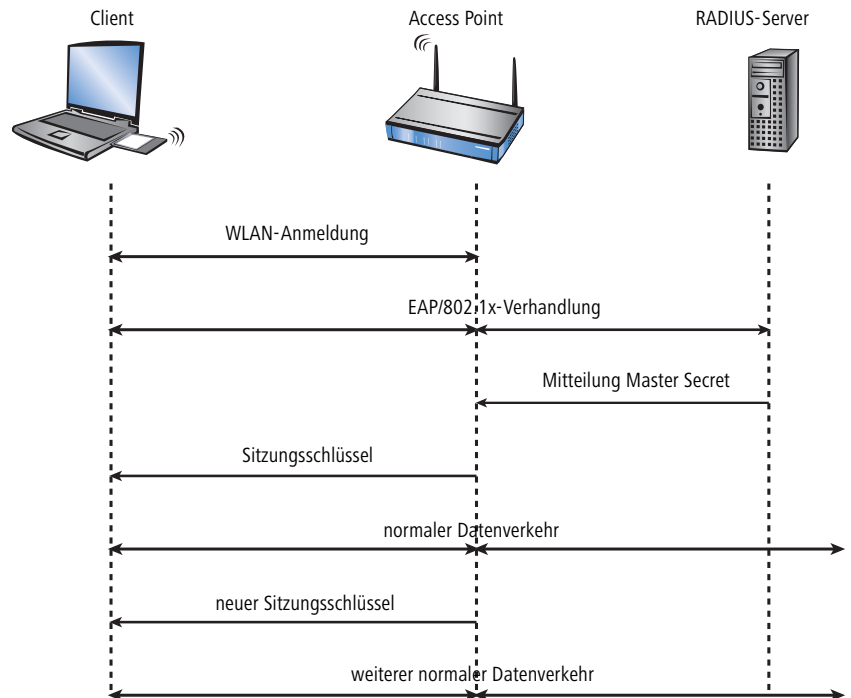 Client
Access Point
RADIUS-Server
WLAN-Anmeldung
EAP/802.1x-Verhandlung
Mitteilung Master Secret
Sitzungsschlüssel
normaler Datenverkehr
neuer Sitzungsschlüssel
weiterer normaler Datenverkehr